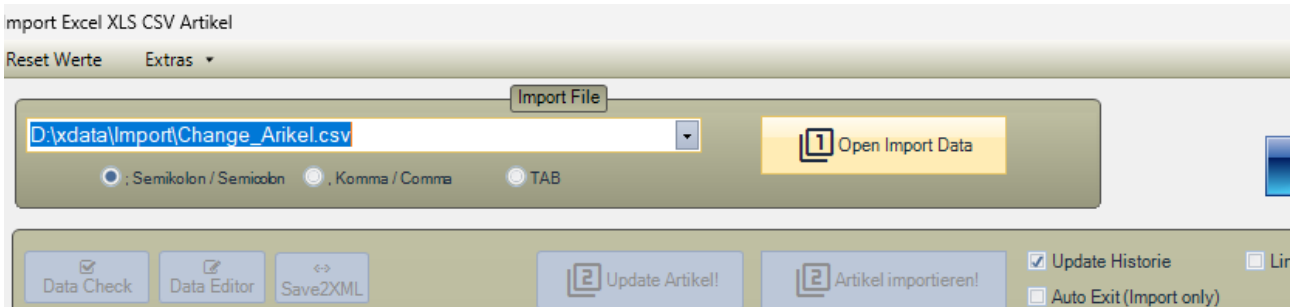 mport Excel XLS CSV Artikel
Reset Werte Extras
Import File
D:\xdata\Import\Change_Arikel.csv
1 Open Import Data
; Semikolon / Semicolon , Komma / Comma TAB
Data Check Data Editor Save2XML 2 Update Artikel! 2 Artikel importieren! Update Historie Lir
Auto Exit (Import only)